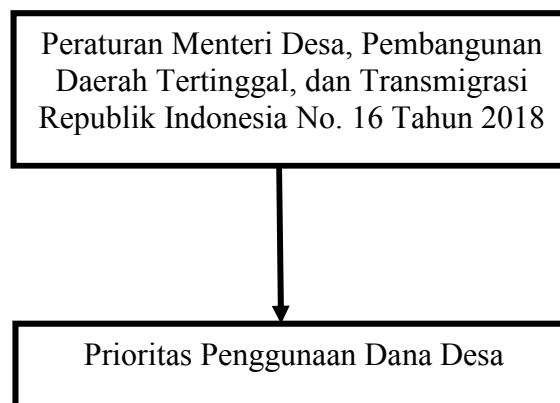 Peraturan Menteri Desa, Pembangunan
Daerah Tertinggal, dan Transmigrasi
Republik Indonesia No. 16 Tahun 2018
Prioritas Penggunaan Dana Desa